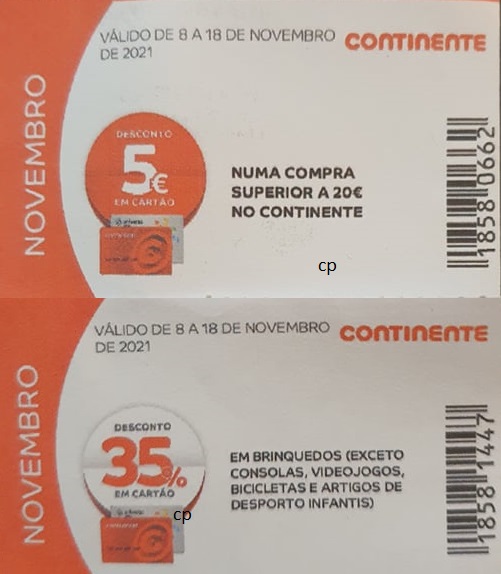 VÁLIDO DE 8 A 18 DE NOVEMBRO
DE 2021
CONTINENTE
NOVEMBRO
DESCONTO
5€
EM CARTÃO
NUMA COMPRA
SUPERIOR A 20€
NO CONTINENTE
1858 0662
cp
VÁLIDO DE 8 A 18 DE NOVEMBRO
DE 2021
CONTINENTE
NOVEMBRO
DESCONTO
35%
EM CARTÃO
EM BRINQUEDOS (EXCETO
CONSOLAS, VIDEOJOGOS,
BICICLETAS E ARTIGOS DE
DESPORTO INFANTIS)
1858 1447
cp